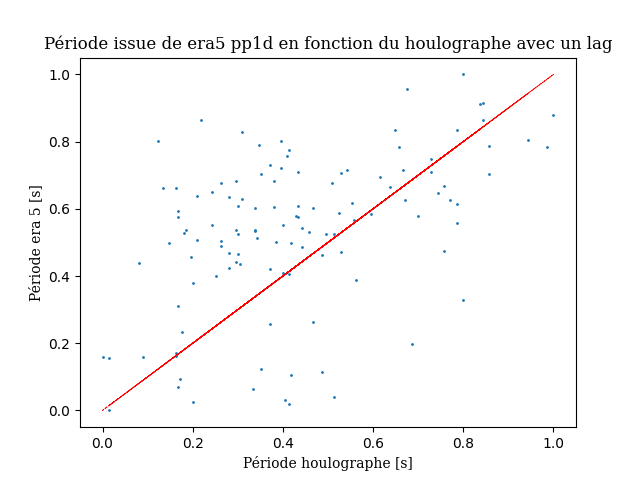 Période issue de era5 pp1d en fonction du houlographe avec un lag
1.0
0.8
0.6
0.4
0.2
0.0
Période era 5 [s]
0.0 0.2 0.4 0.6 0.8 1.0
Période houlographe [s]